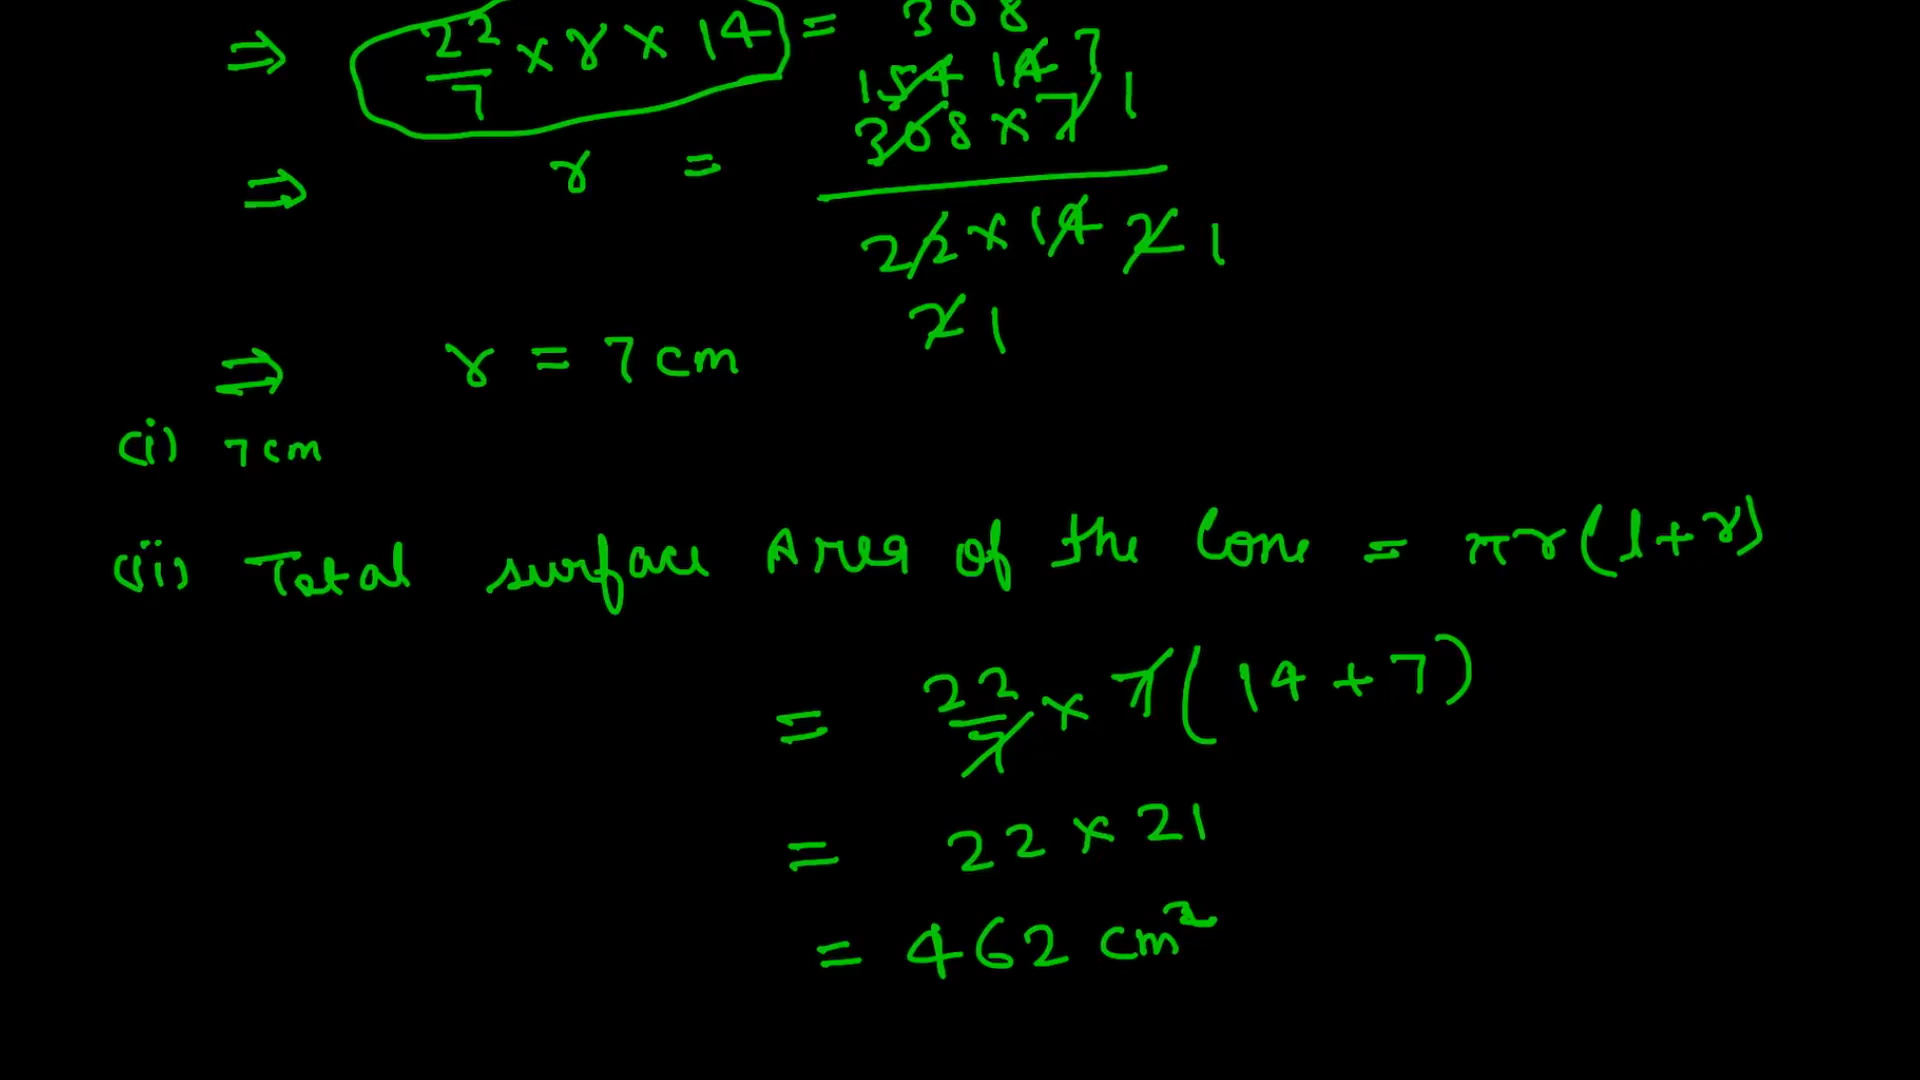 ⇒ 22/7 × r × 14 = 308
⇒ r = 308 × 7 / 22 × 14
154 14 7 1
2 1
2 1
⇒ r = 7 cm
(i) 7 cm
(ii) Total surface Area of the Cone = πr(l+r)
= 22/7 × 7 (14 + 7)
= 22 × 21
= 462 cm²